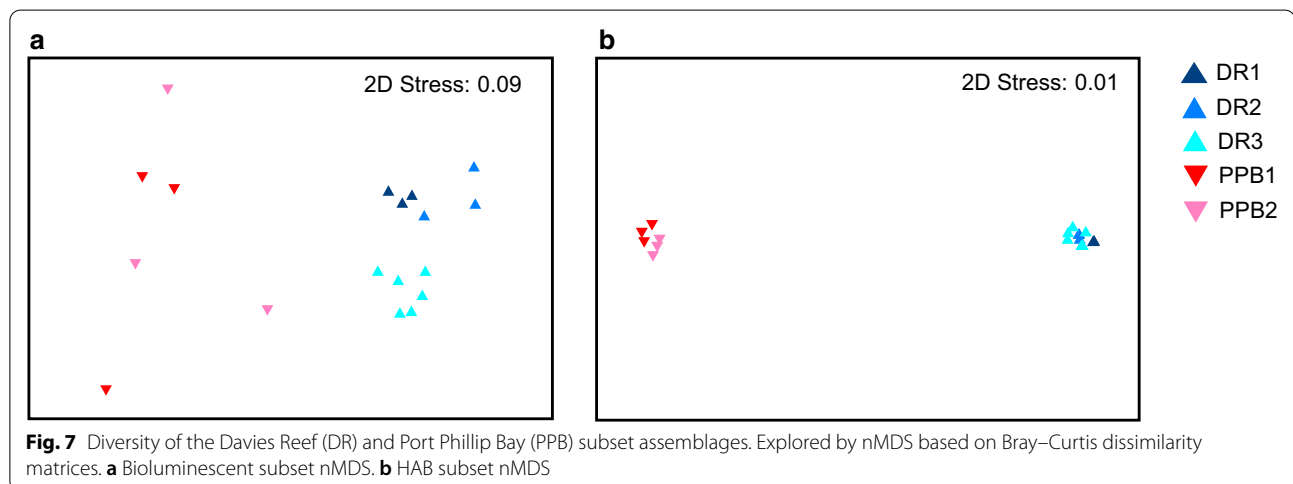 a
b
2D Stress: 0.09
2D Stress: 0.01
DR1
DR2
DR3
PPB1
PPB2
Fig. 7 Diversity of the Davies Reef (DR) and Port Phillip Bay (PPB) subset assemblages. Explored by nMDS based on Bray–Curtis dissimilarity
matrices. a Bioluminescent subset nMDS. b HAB subset nMDS